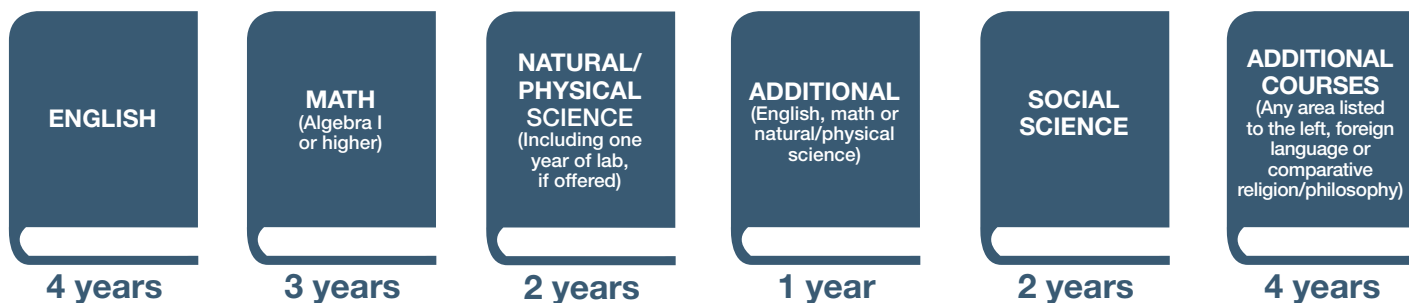 ENGLISH
4 years
MATH
(Algebra I
or higher)
3 years
NATURAL/
PHYSICAL
SCIENCE
(Including one
year of lab,
if offered)
2 years
ADDITIONAL
(English, math or
natural/physical
science)
1 year
SOCIAL
SCIENCE
2 years
ADDITIONAL
COURSES
(Any area listed
to the left, foreign
language or
comparative
religion/philosophy)
4 years